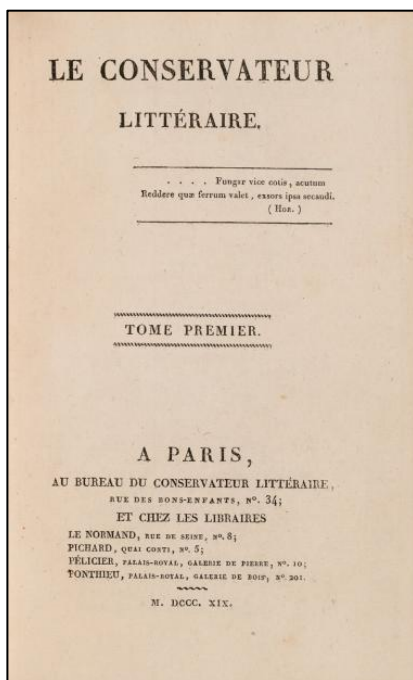 LE CONSERVATEUR
LITTÉRAIRE.
. . . . Fungar vice cotis, acutum
Reddere quæ ferrum valet, exsors ipsa secandi.
( Hor. )
TOME PREMIER.
A PARIS,
AU BUREAU DU CONSERVATEUR LITTÉRAIRE,
RUE DES BONS-ENFANTS, Nº. 34;
ET CHEZ LES LIBRAIRES
LE NORMAND, RUE DE SEINE, Nº. 8;
PICHARD, QUAI CONTI, Nº. 5;
PÉLICIER, PALAIS-ROYAL, GALERIE DE PIERRE, Nº. 10;
PONTHIEU, PALAIS-ROYAL, GALERIE DE BOIS, Nº. 201.
M. DCCC. XIX.